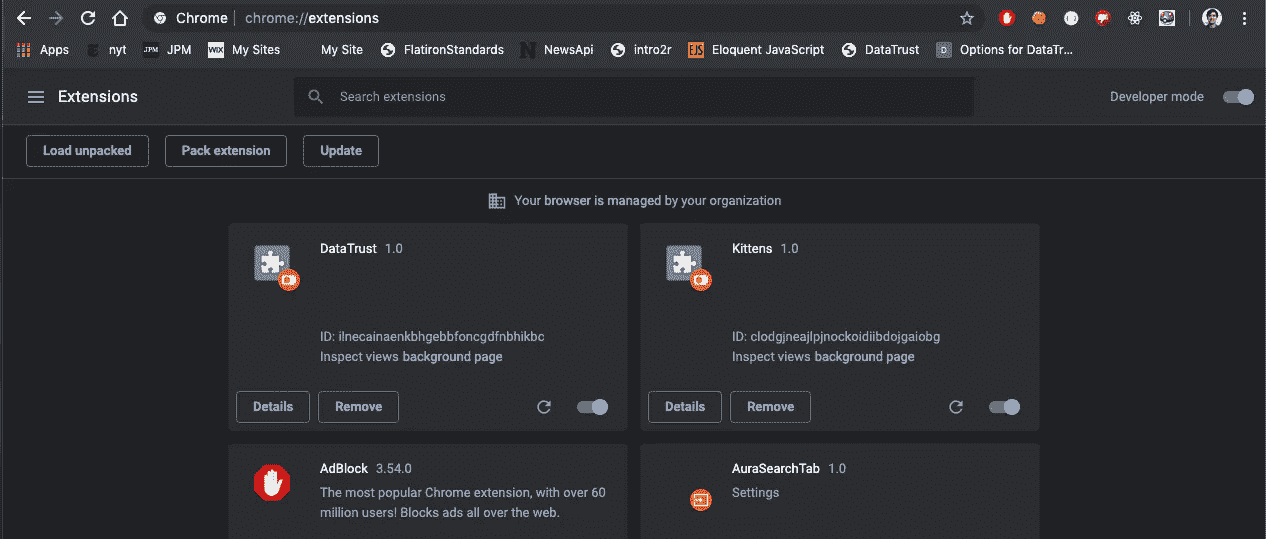 Chrome | chrome://extensions
Apps nyt JPM JPM WIX My Sites My Site FlatironStandards NewsApi intro2r EJS Eloquent JavaScript DataTrust D Options for DataTr...
Extensions Search extensions Developer mode
Load unpacked Pack extension Update
Your browser is managed by your organization
DataTrust 1.0
ID: ilnecainaenkbhgebbfoncgdfnbhikbc
Inspect views background page
Details Remove
Kittens 1.0
ID: clodgjneajlpjnockoidiibdojgaiobg
Inspect views background page
Details Remove
AdBlock 3.54.0
The most popular Chrome extension, with over 60
million users! Blocks ads all over the web.
AuraSearchTab 1.0
Settings